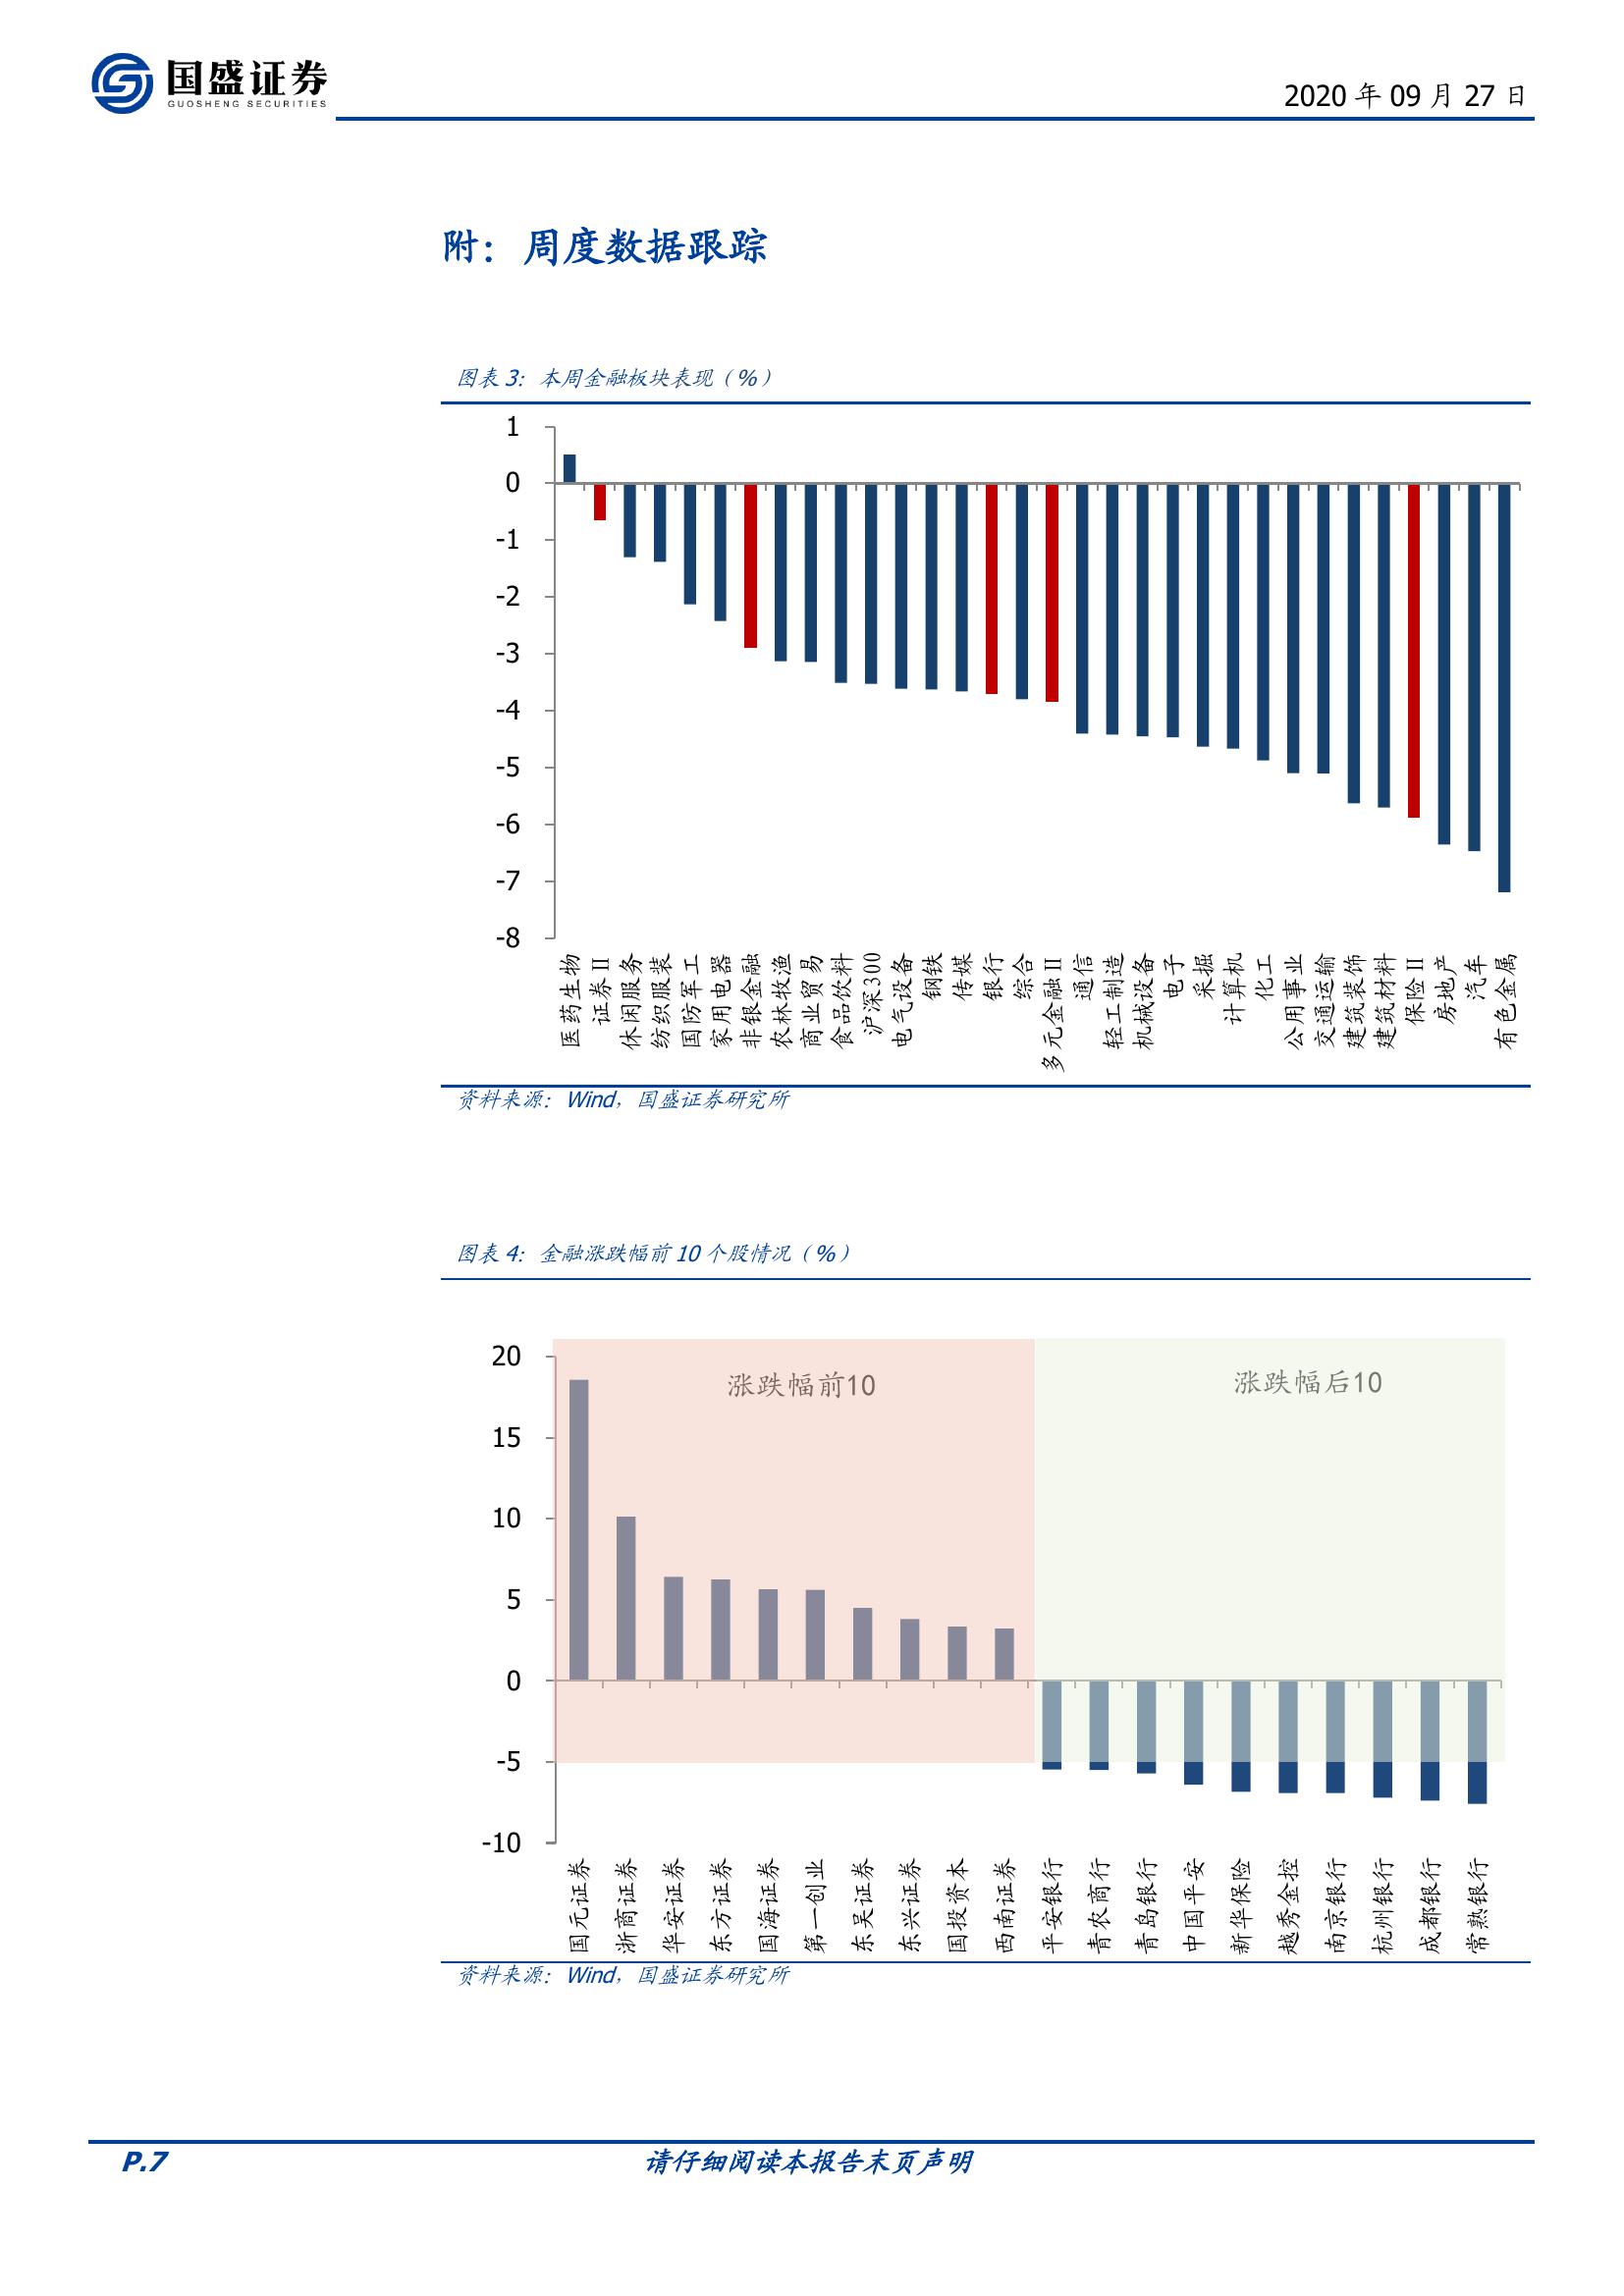 国盛证券
GUOSHENG SECURITIES
2020 年 09 月 27 日
附：周度数据跟踪
图表 3：本周金融板块表现（%）
1
0
-1
-2
-3
-4
-5
-6
-7
-8
医药生物
证券Ⅱ
休闲服务
纺织服装
国防军工
家用电器
非银金融
农林牧渔
商业贸易
食品饮料
沪深300
电气设备
钢铁
传媒
银行
综合
多元金融Ⅱ
通信
轻工制造
机械设备
电子
采掘
计算机
化工
公用事业
交通运输
建筑装饰
建筑材料
保险Ⅱ
房地产
汽车
有色金属
资料来源：Wind，国盛证券研究所
图表 4：金融涨跌幅前 10 个股情况（%）
涨跌幅前10
涨跌幅后10
20
15
10
5
0
-5
-10
国元证券
浙商证券
华安证券
东方证券
国海证券
第一创业
东吴证券
东兴证券
国投资本
西南证券
平安银行
青农商行
青岛银行
中国平安
新华保险
越秀金控
南京银行
杭州银行
成都银行
常熟银行
资料来源：Wind，国盛证券研究所
P.7
请仔细阅读本报告末页声明